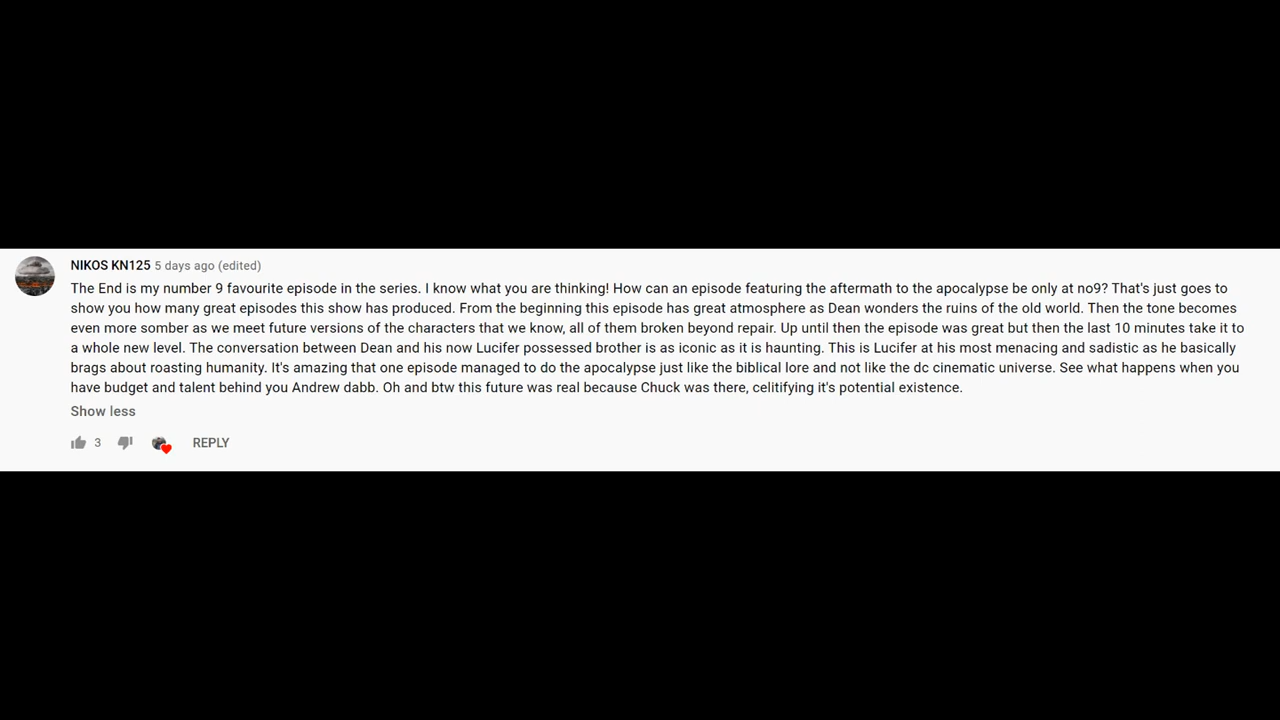 NIKOS KN125 5 days ago (edited)
The End is my number 9 favourite episode in the series. I know what you are thinking! How can an episode featuring the aftermath to the apocalypse be only at no9? That's just goes to
show you how many great episodes this show has produced. From the beginning this episode has great atmosphere as Dean wonders the ruins of the old world. Then the tone becomes
even more somber as we meet future versions of the characters that we know, all of them broken beyond repair. Up until then the episode was great but then the last 10 minutes take it to
a whole new level. The conversation between Dean and his now Lucifer possessed brother is as iconic as it is haunting. This is Lucifer at his most menacing and sadistic as he basically
brags about roasting humanity. It's amazing that one episode managed to do the apocalypse just like the biblical lore and not like the dc cinematic universe. See what happens when you
have budget and talent behind you Andrew dabb. Oh and btw this future was real because Chuck was there, celitifying it's potential existence.
Show less
3 REPLY